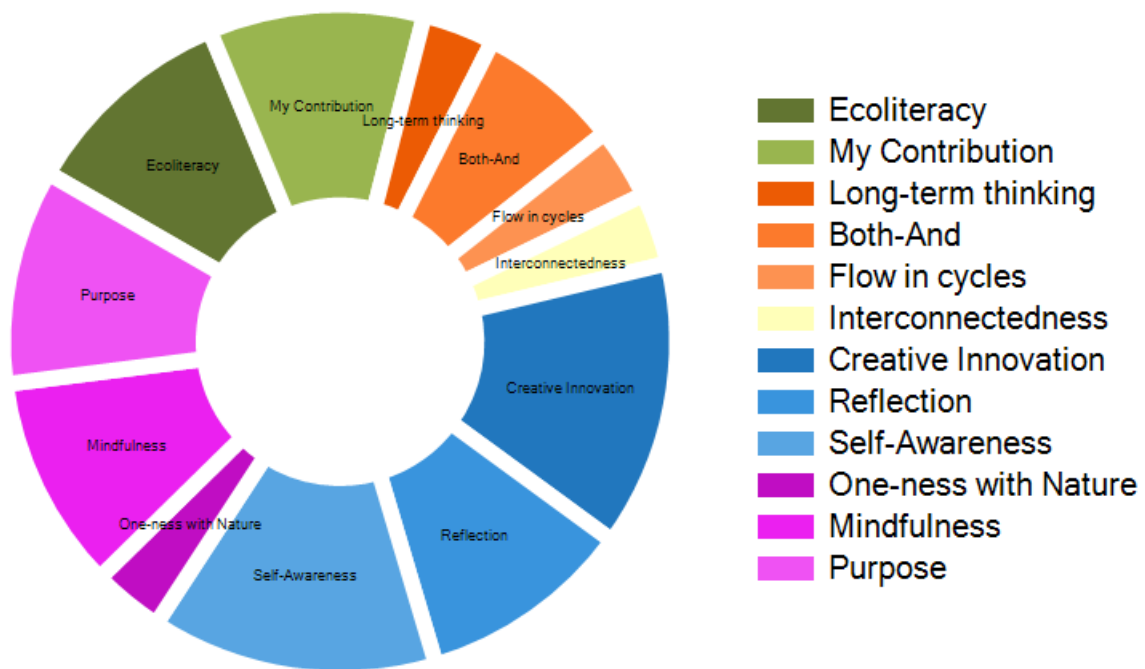 My Contribution
Long-term thinking
Both-And
Ecoliteracy
Flow in cycles
Interconnectedness
Purpose
Creative Innovation
Mindfulness
One-ness with Nature
Reflection
Self-Awareness
Ecoliteracy
My Contribution
Long-term thinking
Both-And
Flow in cycles
Interconnectedness
Creative Innovation
Reflection
Self-Awareness
One-ness with Nature
Mindfulness
Purpose